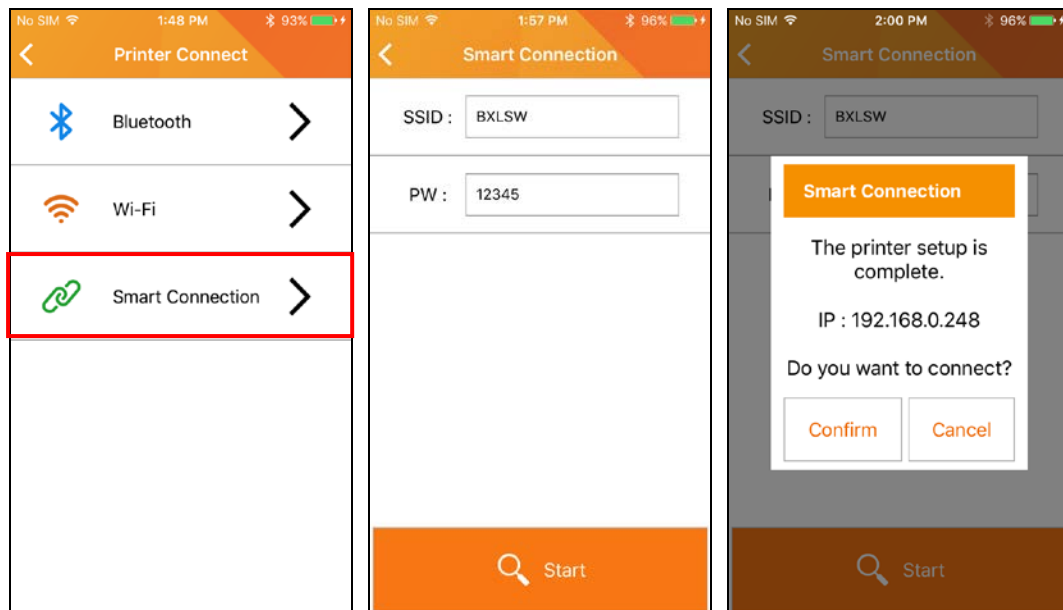 No SIM 1:48 PM 93%
Printer Connect
Bluetooth
Wi-Fi
Smart Connection
No SIM 1:57 PM 96%
Smart Connection
SSID : BXLSW
PW : 12345
Start
No SIM 2:00 PM 96%
Smart Connection
SSID : BXLSW
Smart Connection
The printer setup is
complete.
IP : 192.168.0.248
Do you want to connect?
Confirm Cancel
Start